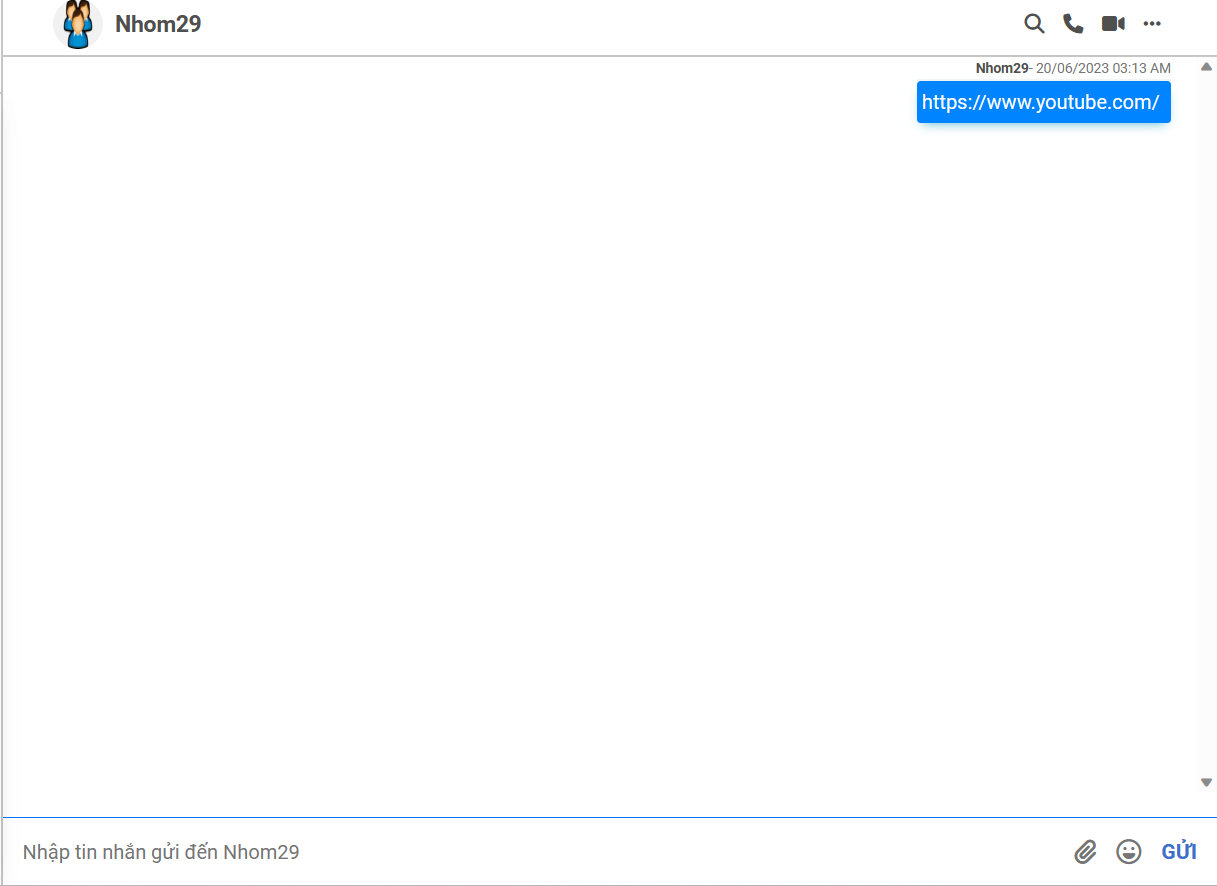 Nhom29
Nhom29- 20/06/2023 03:13 AM
https://www.youtube.com/
Nhập tin nhắn gửi đến Nhom29
GỬI